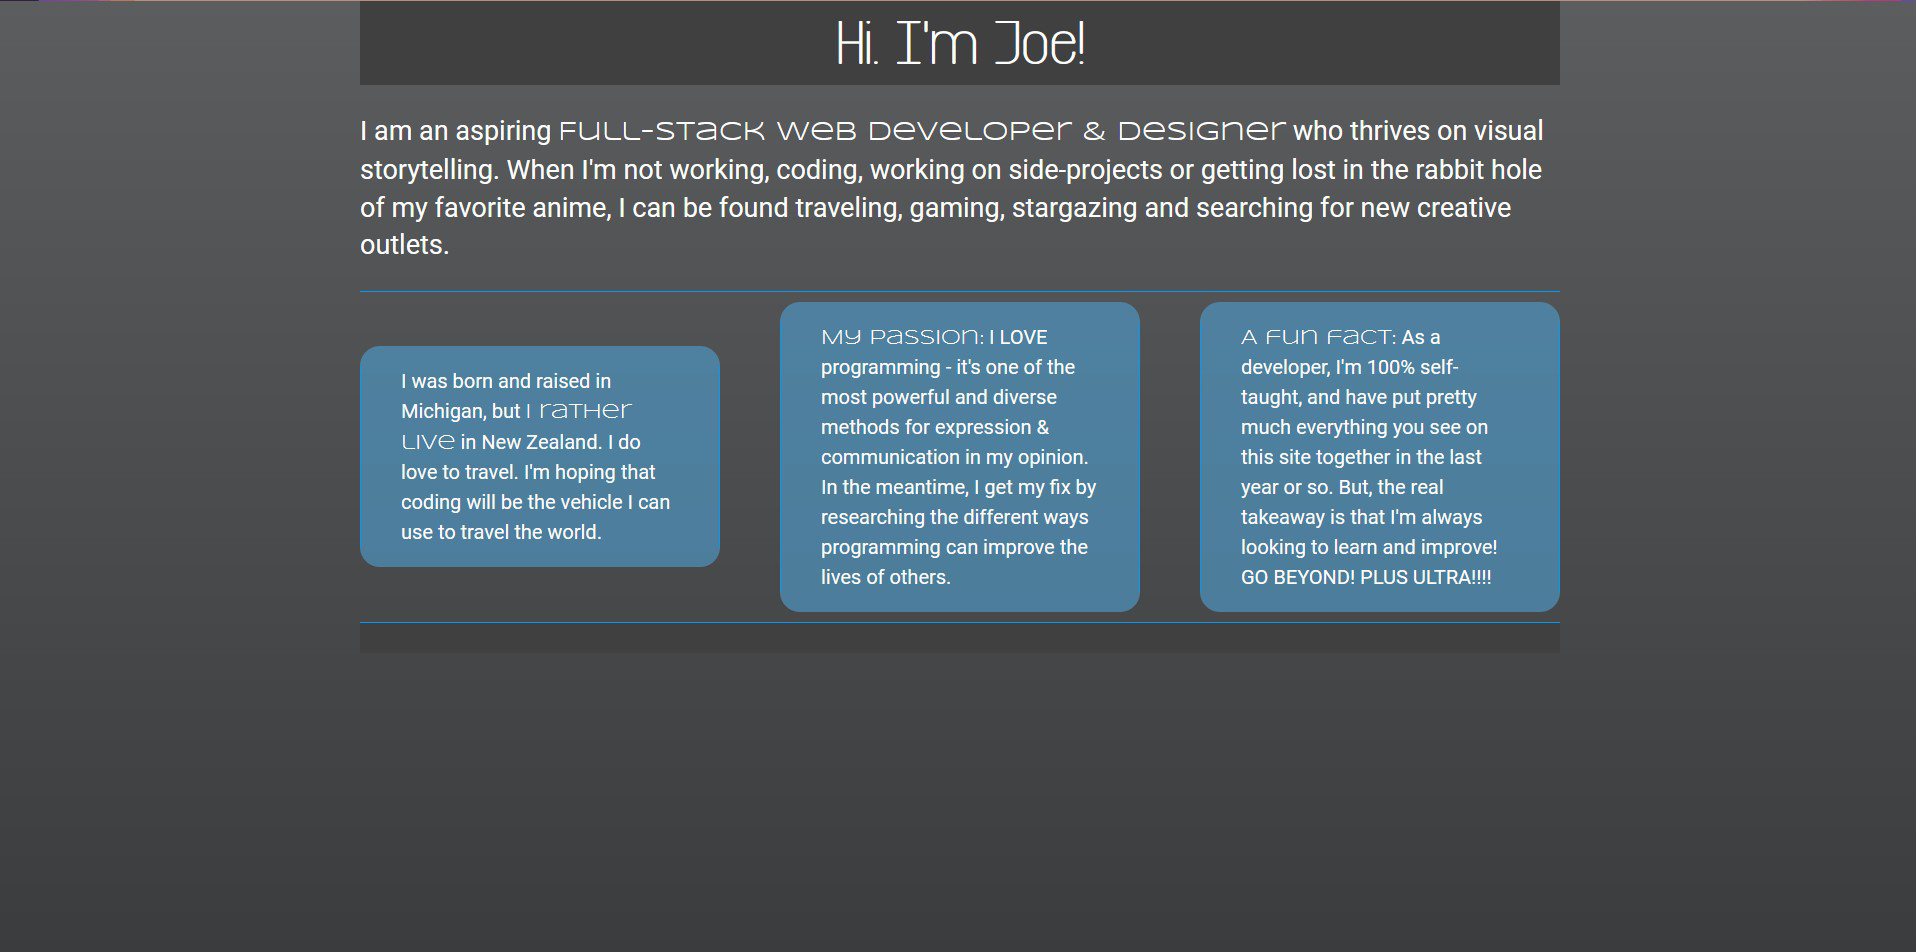 Hi. I'm Joe!
I am an aspiring Full-Stack Web Developer & Designer who thrives on visual
storytelling. When I'm not working, coding, working on side-projects or getting lost in the rabbit hole
of my favorite anime, I can be found traveling, gaming, stargazing and searching for new creative
outlets.
I was born and raised in
Michigan, but I rather
live in New Zealand. I do
love to travel. I'm hoping that
coding will be the vehicle I can
use to travel the world.
My Passion: I LOVE
programming - it's one of the
most powerful and diverse
methods for expression &
communication in my opinion.
In the meantime, I get my fix by
researching the different ways
programming can improve the
lives of others.
A Fun Fact: As a
developer, I'm 100% self-
taught, and have put pretty
much everything you see on
this site together in the last
year or so. But, the real
takeaway is that I'm always
looking to learn and improve!
GO BEYOND! PLUS ULTRA!!!!